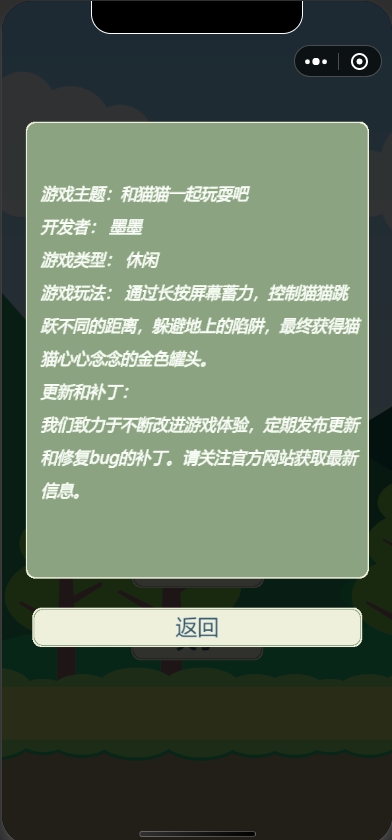 游戏主题：和猫猫一起玩耍吧
开发者： 墨墨
游戏类型： 休闲
游戏玩法： 通过长按屏幕蓄力，控制猫猫跳
跃不同的距离，躲避地上的陷阱，最终获得猫
猫心心念念的金色罐头。
更新和补丁：
我们致力于不断改进游戏体验，定期发布更新
和修复bug的补丁。请关注官方网站获取最新
信息。
返回